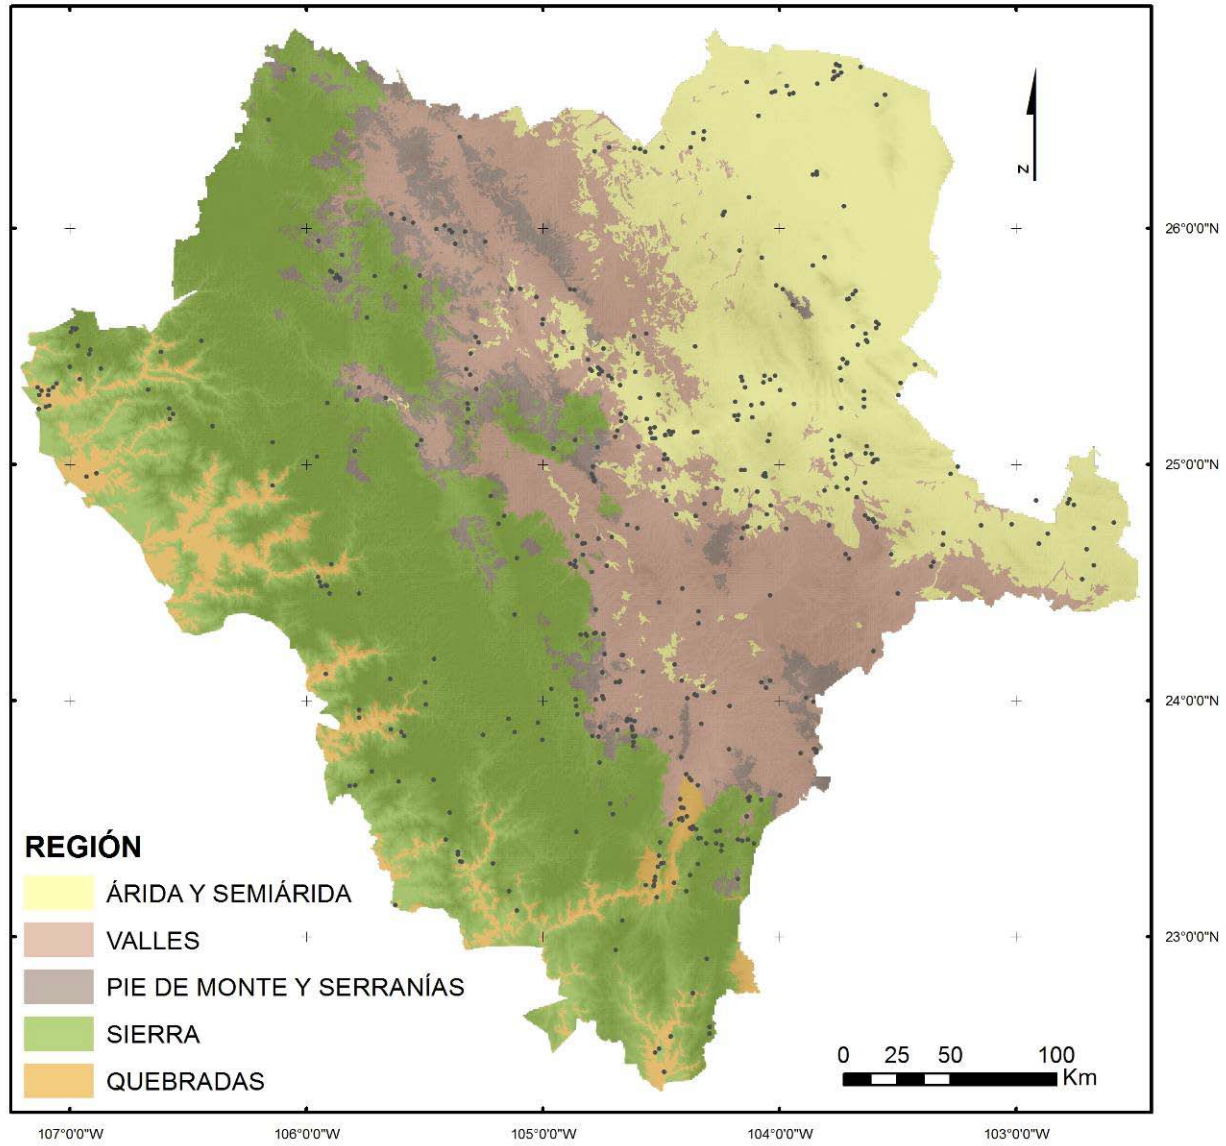 N
26°0'0"N
25°0'0"N
24°0'0"N
23°0'0"N
REGIÓN
ÁRIDA Y SEMIÁRIDA
VALLES
PIE DE MONTE Y SERRANÍAS
SIERRA
QUEBRADAS
0 25 50 100
Km
107°0'0"W 106°0'0"W 105°0'0"W 104°0'0"W 103°0'0"W